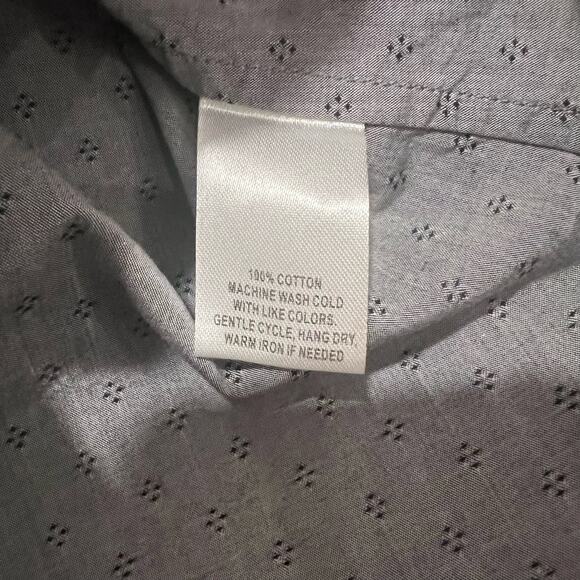 100% COTTON
MACHINE WASH COLD
WITH LIKE COLORS.
GENTLE CYCLE, HANG DRY,
WARM IRON IF NEEDED